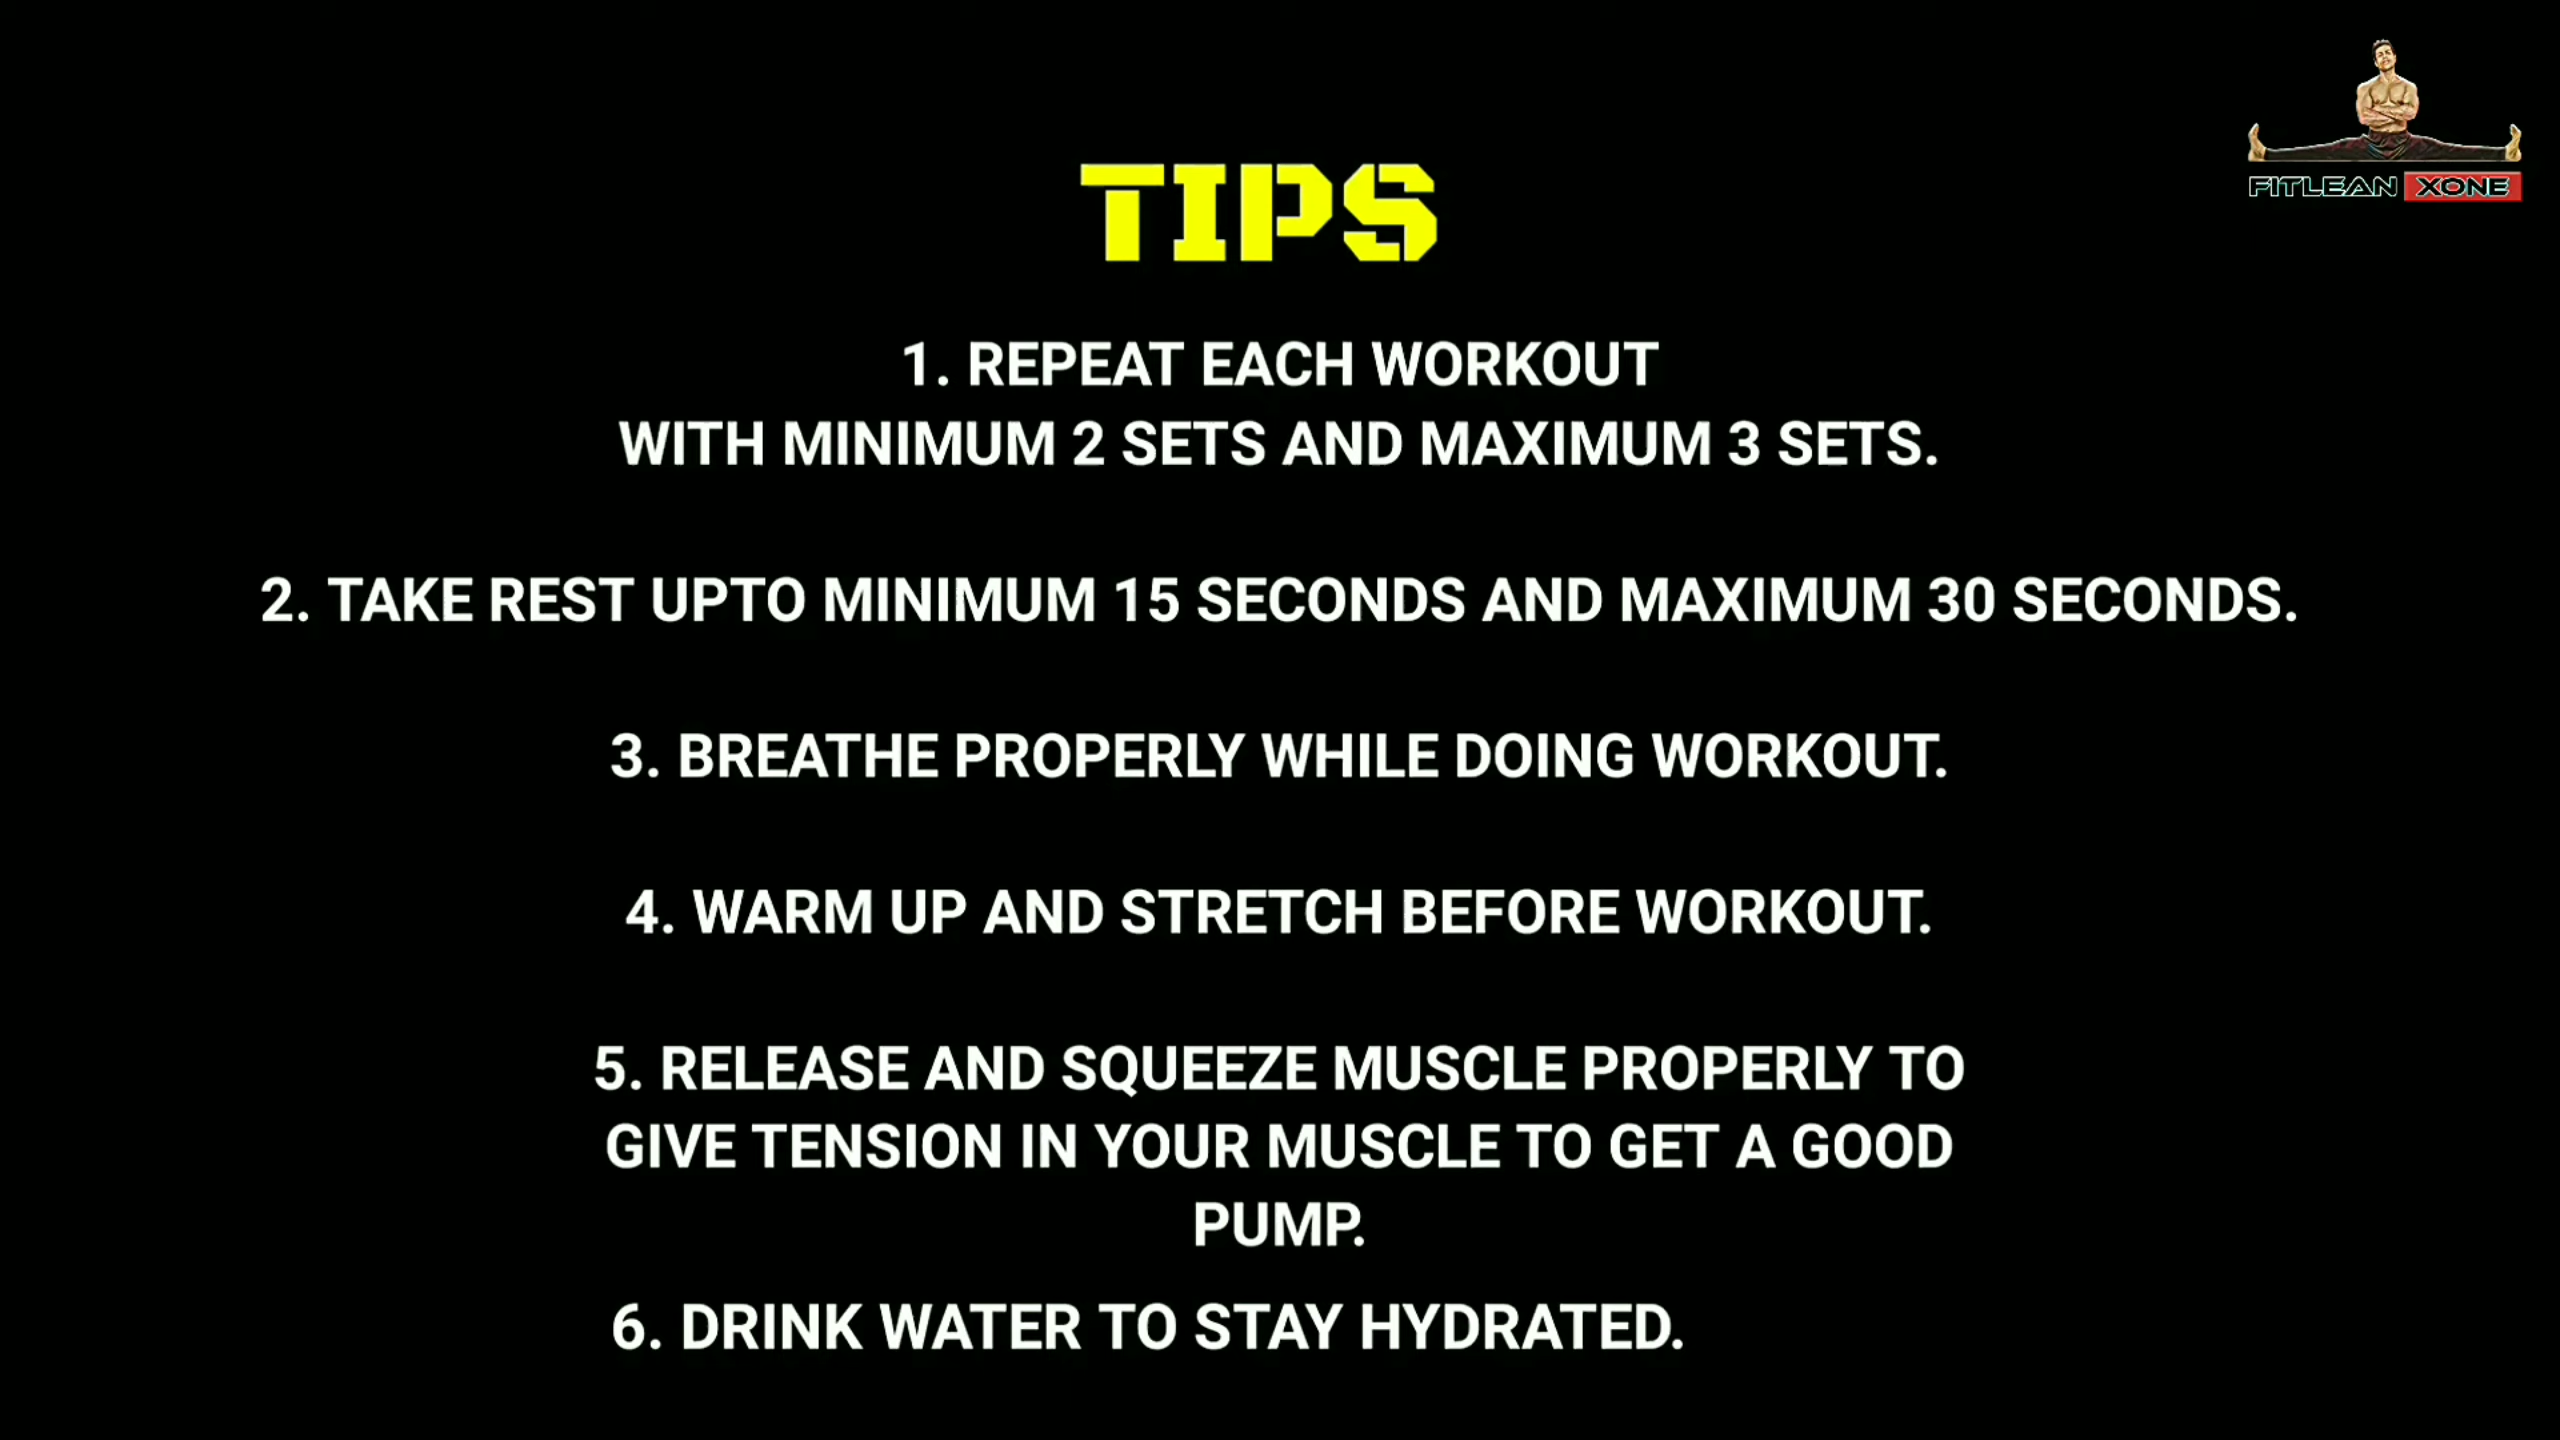 FITLEAN XONE
TIPS
1. REPEAT EACH WORKOUT
WITH MINIMUM 2 SETS AND MAXIMUM 3 SETS.
2. TAKE REST UPTO MINIMUM 15 SECONDS AND MAXIMUM 30 SECONDS.
3. BREATHE PROPERLY WHILE DOING WORKOUT.
4. WARM UP AND STRETCH BEFORE WORKOUT.
5. RELEASE AND SQUEEZE MUSCLE PROPERLY TO
GIVE TENSION IN YOUR MUSCLE TO GET A GOOD
PUMP.
6. DRINK WATER TO STAY HYDRATED.